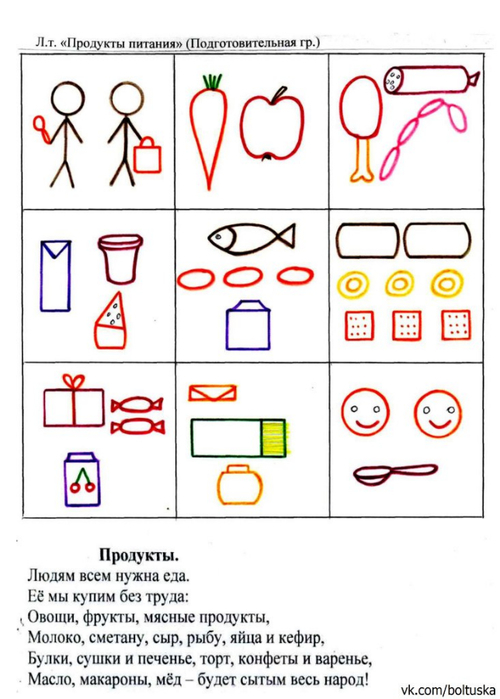 Л.т. «Продукты питания» (Подготовительная гр.)
Продукты.
Людям всем нужна еда.
Её мы купим без труда:
Овощи, фрукты, мясные продукты,
Молоко, сметану, сыр, рыбу, яйца и кефир,
Булки, сушки и печенье, торт, конфеты и варенье,
Масло, макароны, мёд – будет сытым весь народ!
vk.com/boltuska